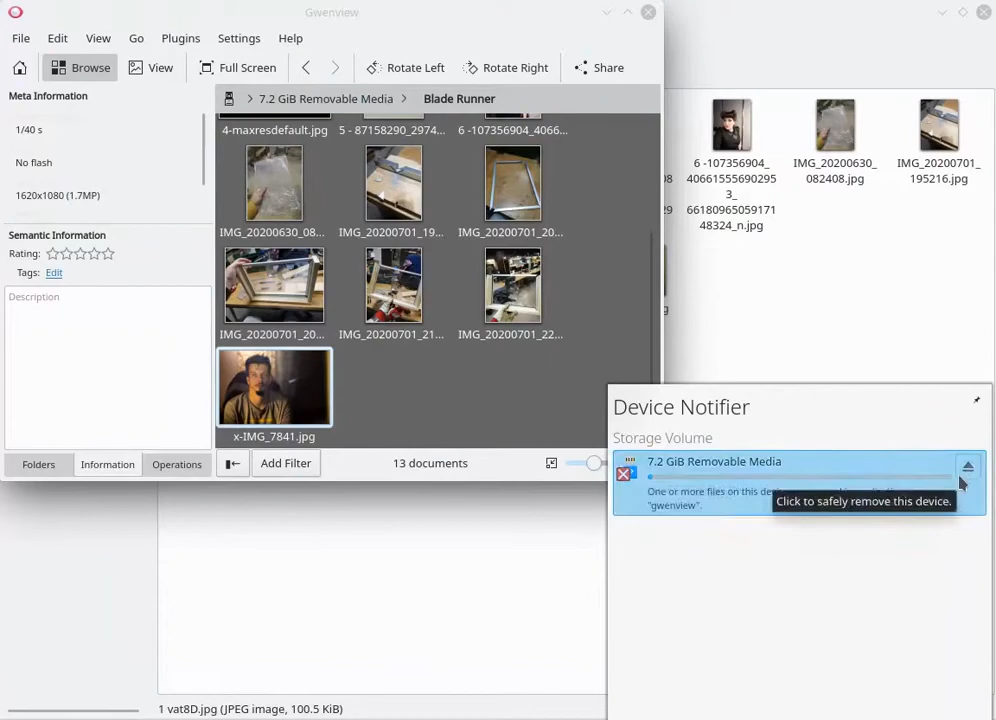 Gwenview
File Edit View Go Plugins Settings Help
Browse View Full Screen Rotate Left Rotate Right Share
Meta Information
1/40 s
No flash
1620x1080 (1.7MP)
Semantic Information
Rating:
Tags: Edit
Description
Folders Information Operations
7.2 GiB Removable Media Blade Runner
4-maxresdefault.jpg 5 - 87158290_2974... 6 -107356904_4066...
IMG_20200630_08... IMG_20200701_19... IMG_20200701_20...
IMG_20200701_20... IMG_20200701_21... IMG_20200701_22...
x-IMG_7841.jpg
Add Filter 13 documents
6 -107356904_
40661555690295
3_
66180965059171
48324_n.jpg
IMG_20200630_
082408.jpg
IMG_20200701_
195216.jpg
Device Notifier
Storage Volume
7.2 GiB Removable Media
One or more files on this
"gwenview".
Click to safely remove this device.
1 vat8D.jpg (JPEG image, 100.5 KiB)